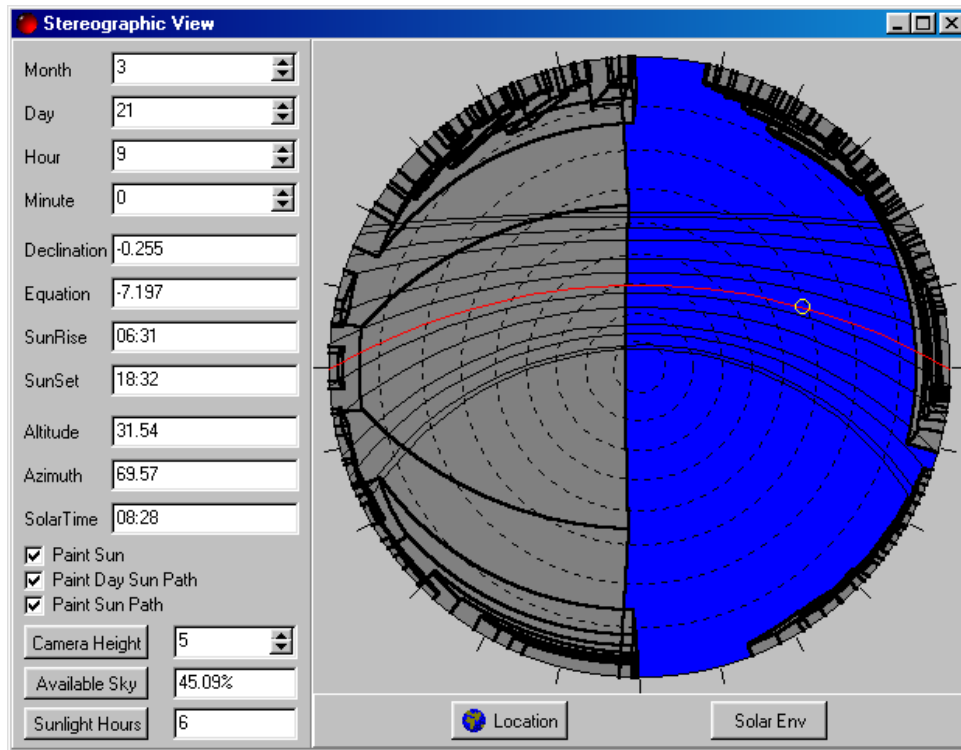 Stereographic View
Month 3
Day 21
Hour 9
Minute 0
Declination -0.255
Equation -7.197
SunRise 06:31
SunSet 18:32
Altitude 31.54
Azimuth 69.57
SolarTime 08:28
Paint Sun
Paint Day Sun Path
Paint Sun Path
Camera Height 5
Available Sky 45.09%
Sunlight Hours 6
Location Solar Env